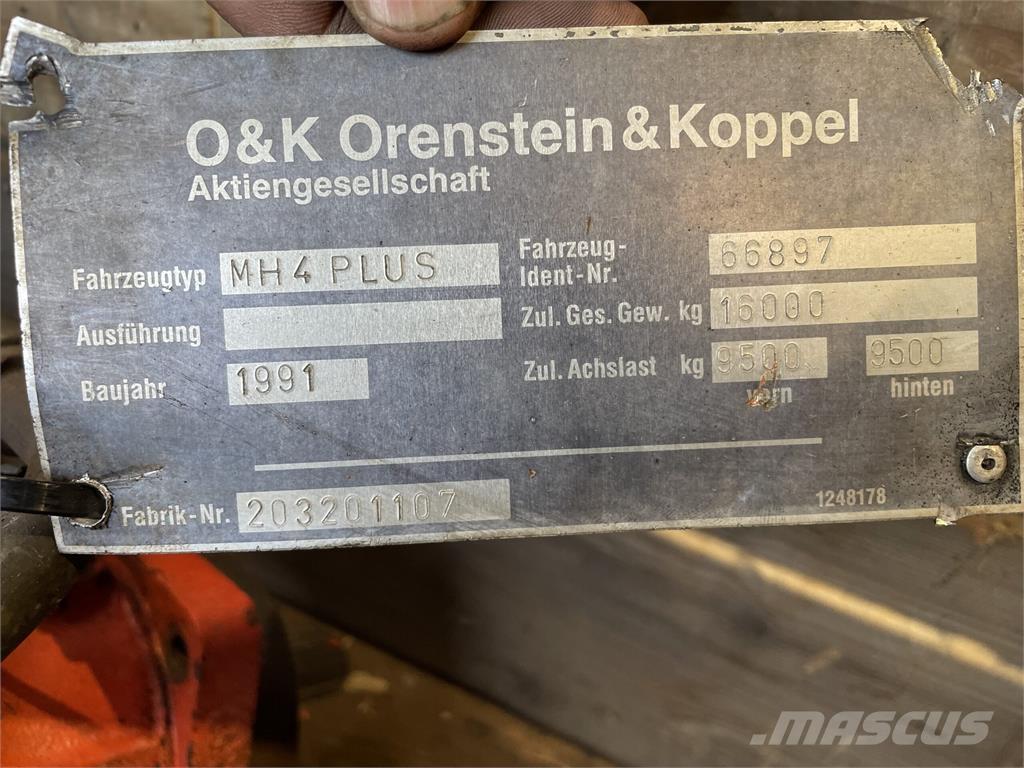 O&K Orenstein & Koppel
Aktiengesellschaft
Fahrzeugtyp MH4 PLUS
Ausführung
Baujahr 1991
Fahrzeug-
Ident-Nr. 66897
Zul. Ges. Gew. kg 16000
Zul. Achslast kg 9500 9500
vorn hinten
Fabrik-Nr. 203201107
1248178
MASCUS